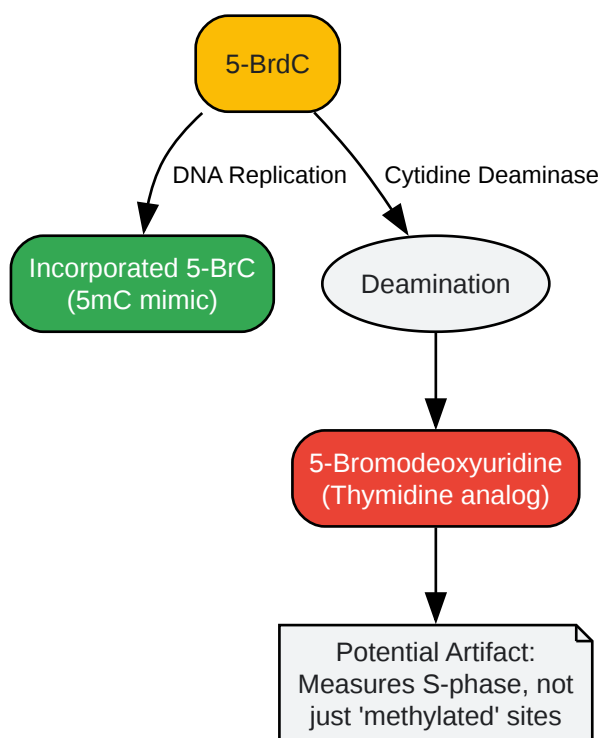 5-BrdC
DNA Replication
Cytidine Deaminase
Incorporated 5-BrC
(5mC mimic)
Deamination
5-Bromodeoxyuridine
(Thymidine analog)
Potential Artifact:
Measures S-phase, not
just 'methylated' sites